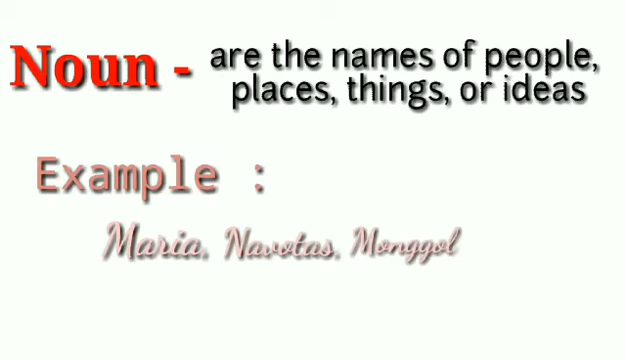 Noun - are the names of people,
places, things, or ideas
Example :
Maria, Navotas, Monggol